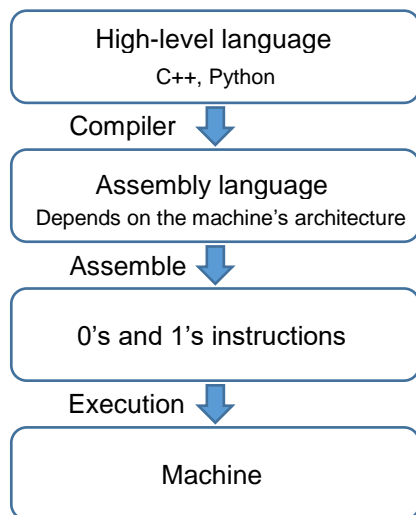 High-level language
C++, Python
Compiler
Assembly language
Depends on the machine's architecture
Assemble
0's and 1's instructions
Execution
Machine